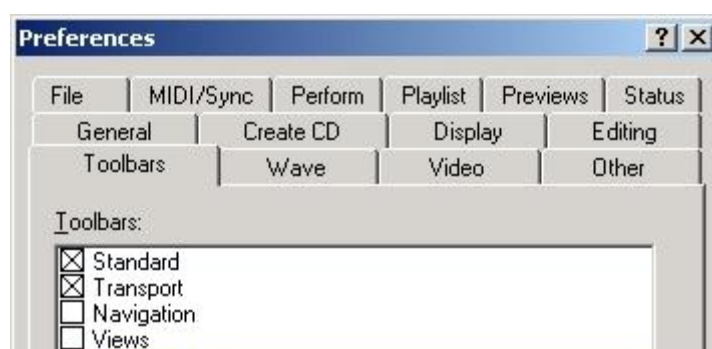 Preferences
File MIDI/Sync Perform Playlist Previews Status
General Create CD Display Editing
Toolbars Wave Video Other
Toolbars:
Standard
Transport
Navigation
Views